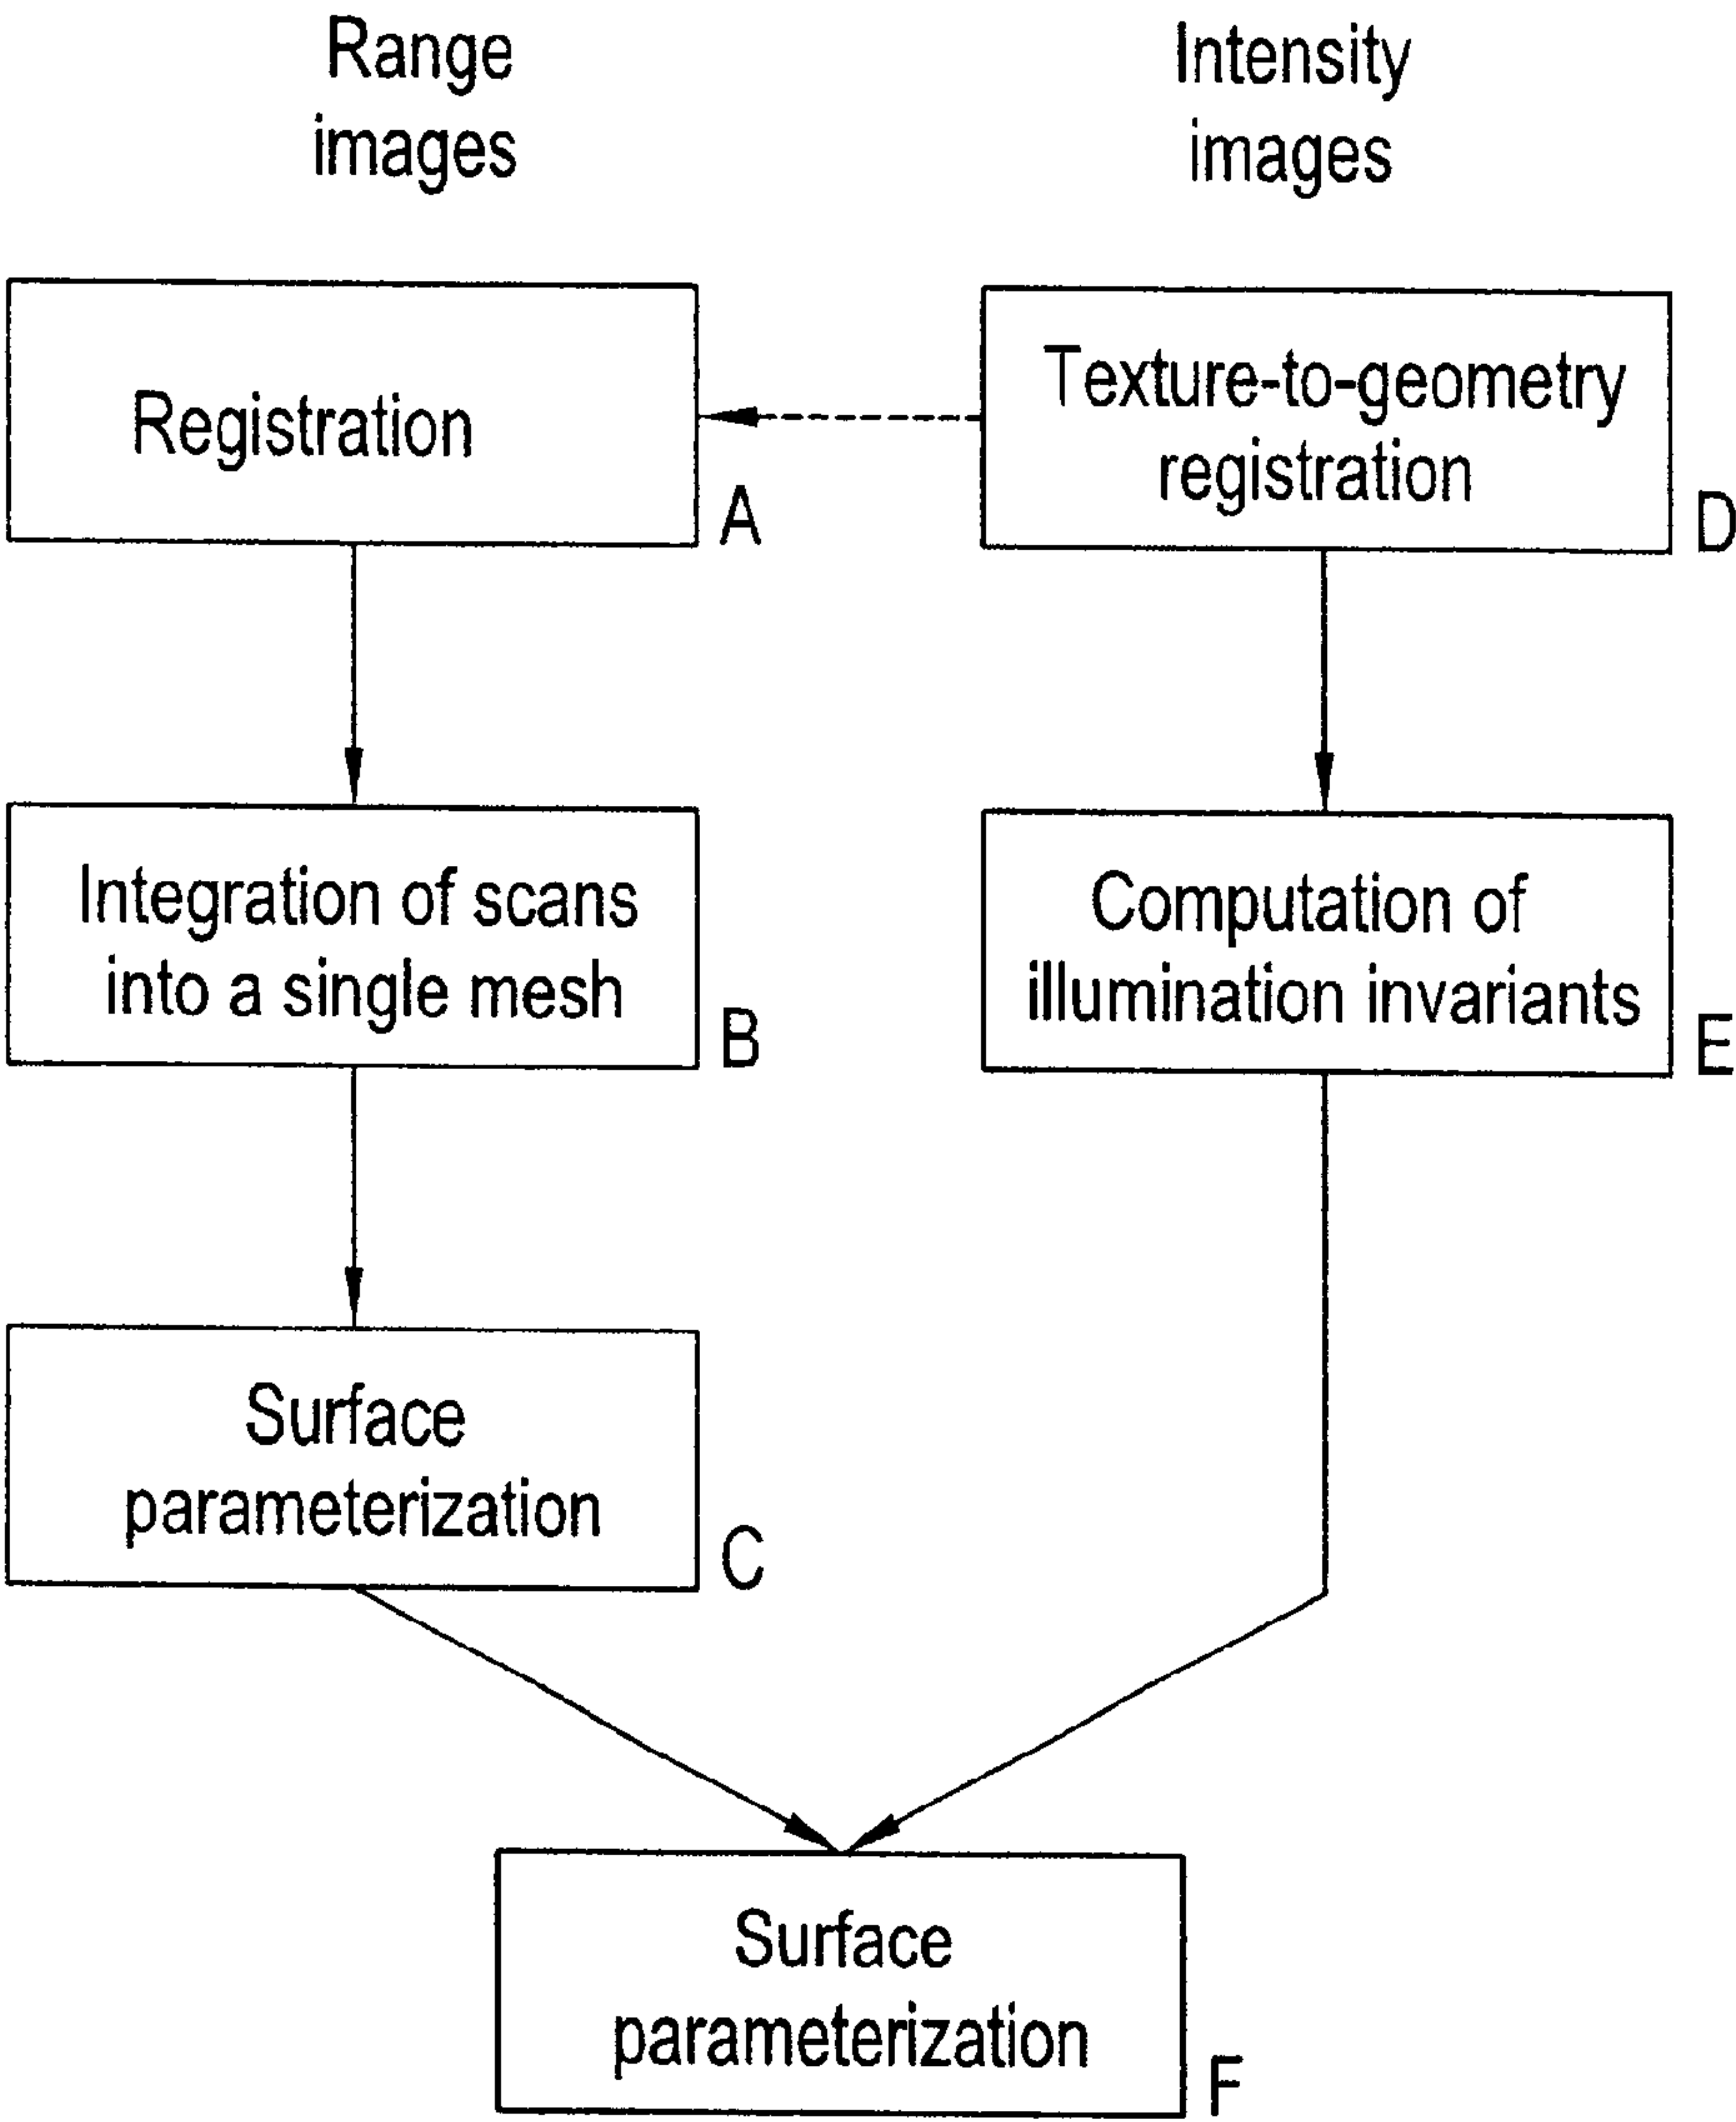 Range
images
Intensity
images
Registration
A
Texture-to-geometry
registration
D
Integration of scans
into a single mesh
B
Computation of
illumination invariants
E
Surface
parameterization
C
Surface
parameterization
F